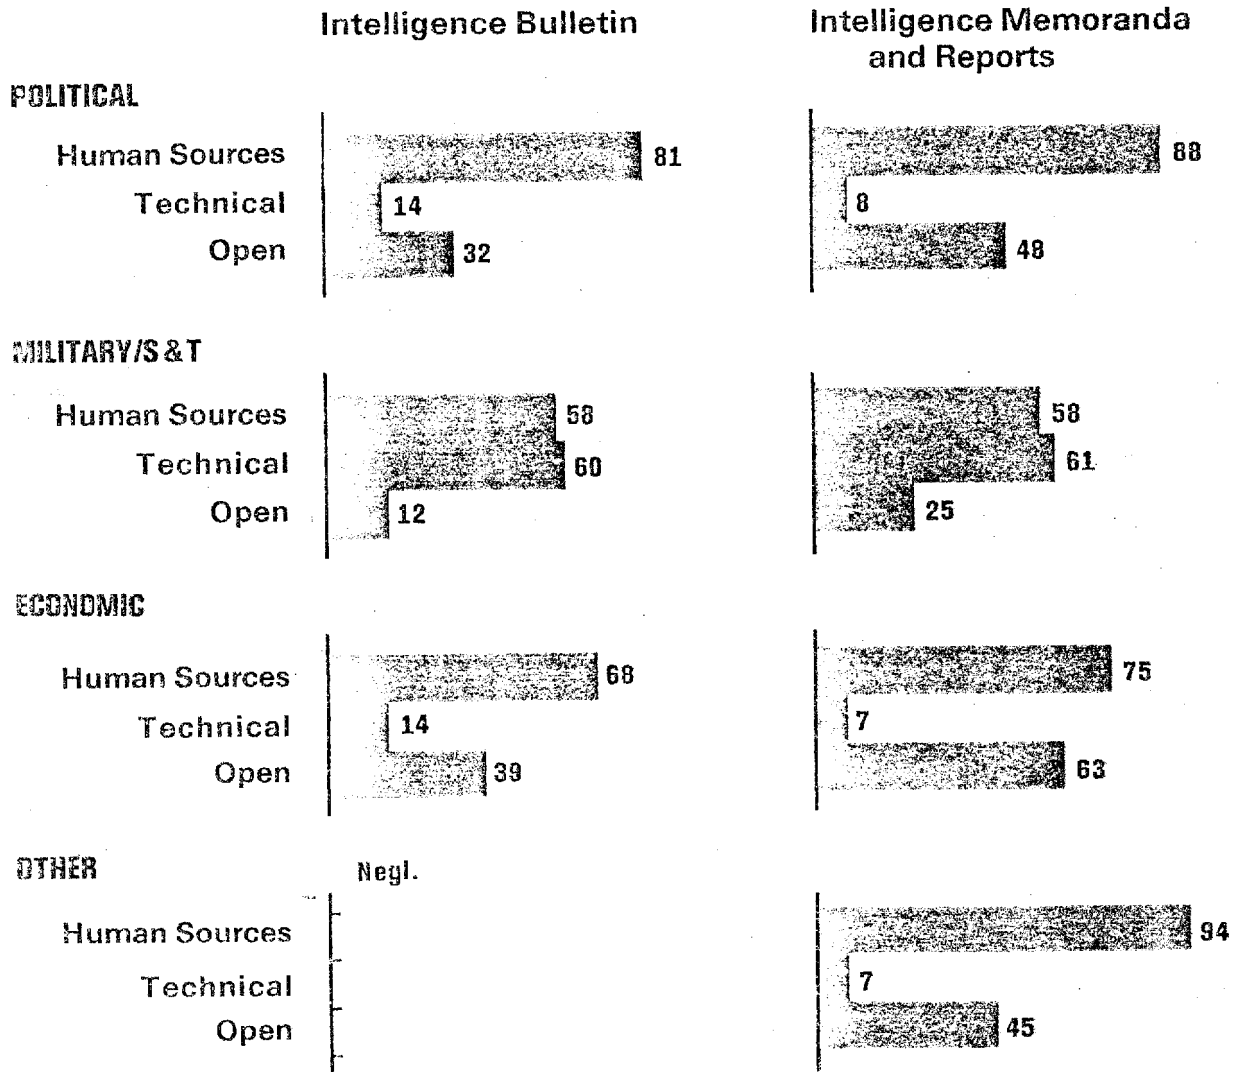 Intelligence Bulletin
Intelligence Memoranda
and Reports
POLITICAL
Human Sources 81 88
Technical 14 8
Open 32 48
MILITARY/S&T
Human Sources 58 58
Technical 60 61
Open 12 25
ECONOMIC
Human Sources 68 75
Technical 14 7
Open 39 63
OTHER Negl.
Human Sources 94
Technical 7
Open 45